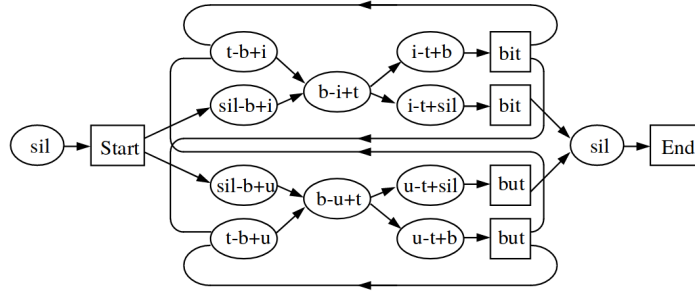 t-b+i i-t+b bit
b-i+t
sil-b+i i-t+sil bit
sil Start sil End
sil-b+u u-t+sil but
b-u+t
t-b+u u-t+b but